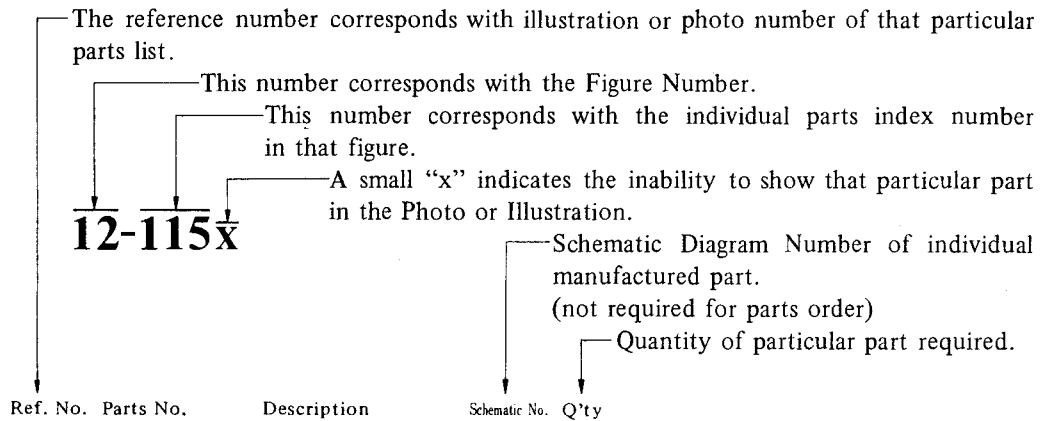 The reference number corresponds with illustration or photo number of that particular
parts list.
This number corresponds with the Figure Number.
This number corresponds with the individual parts index number
in that figure.
A small “x” indicates the inability to show that particular part
in the Photo or Illustration.
12-115x
Schematic Diagram Number of individual
manufactured part.
(not required for parts order)
Quantity of particular part required.
Ref. No. Parts No. Description Schematic No. Q'ty